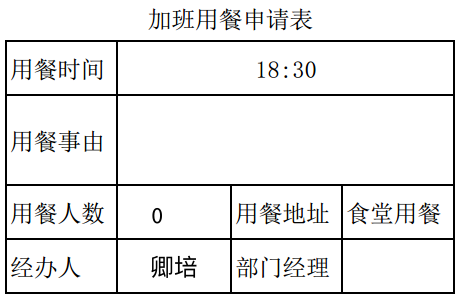 加班用餐申请表
用餐时间 18:30
用餐事由
用餐人数 0 用餐地址 食堂用餐
经办人 卿培 部门经理